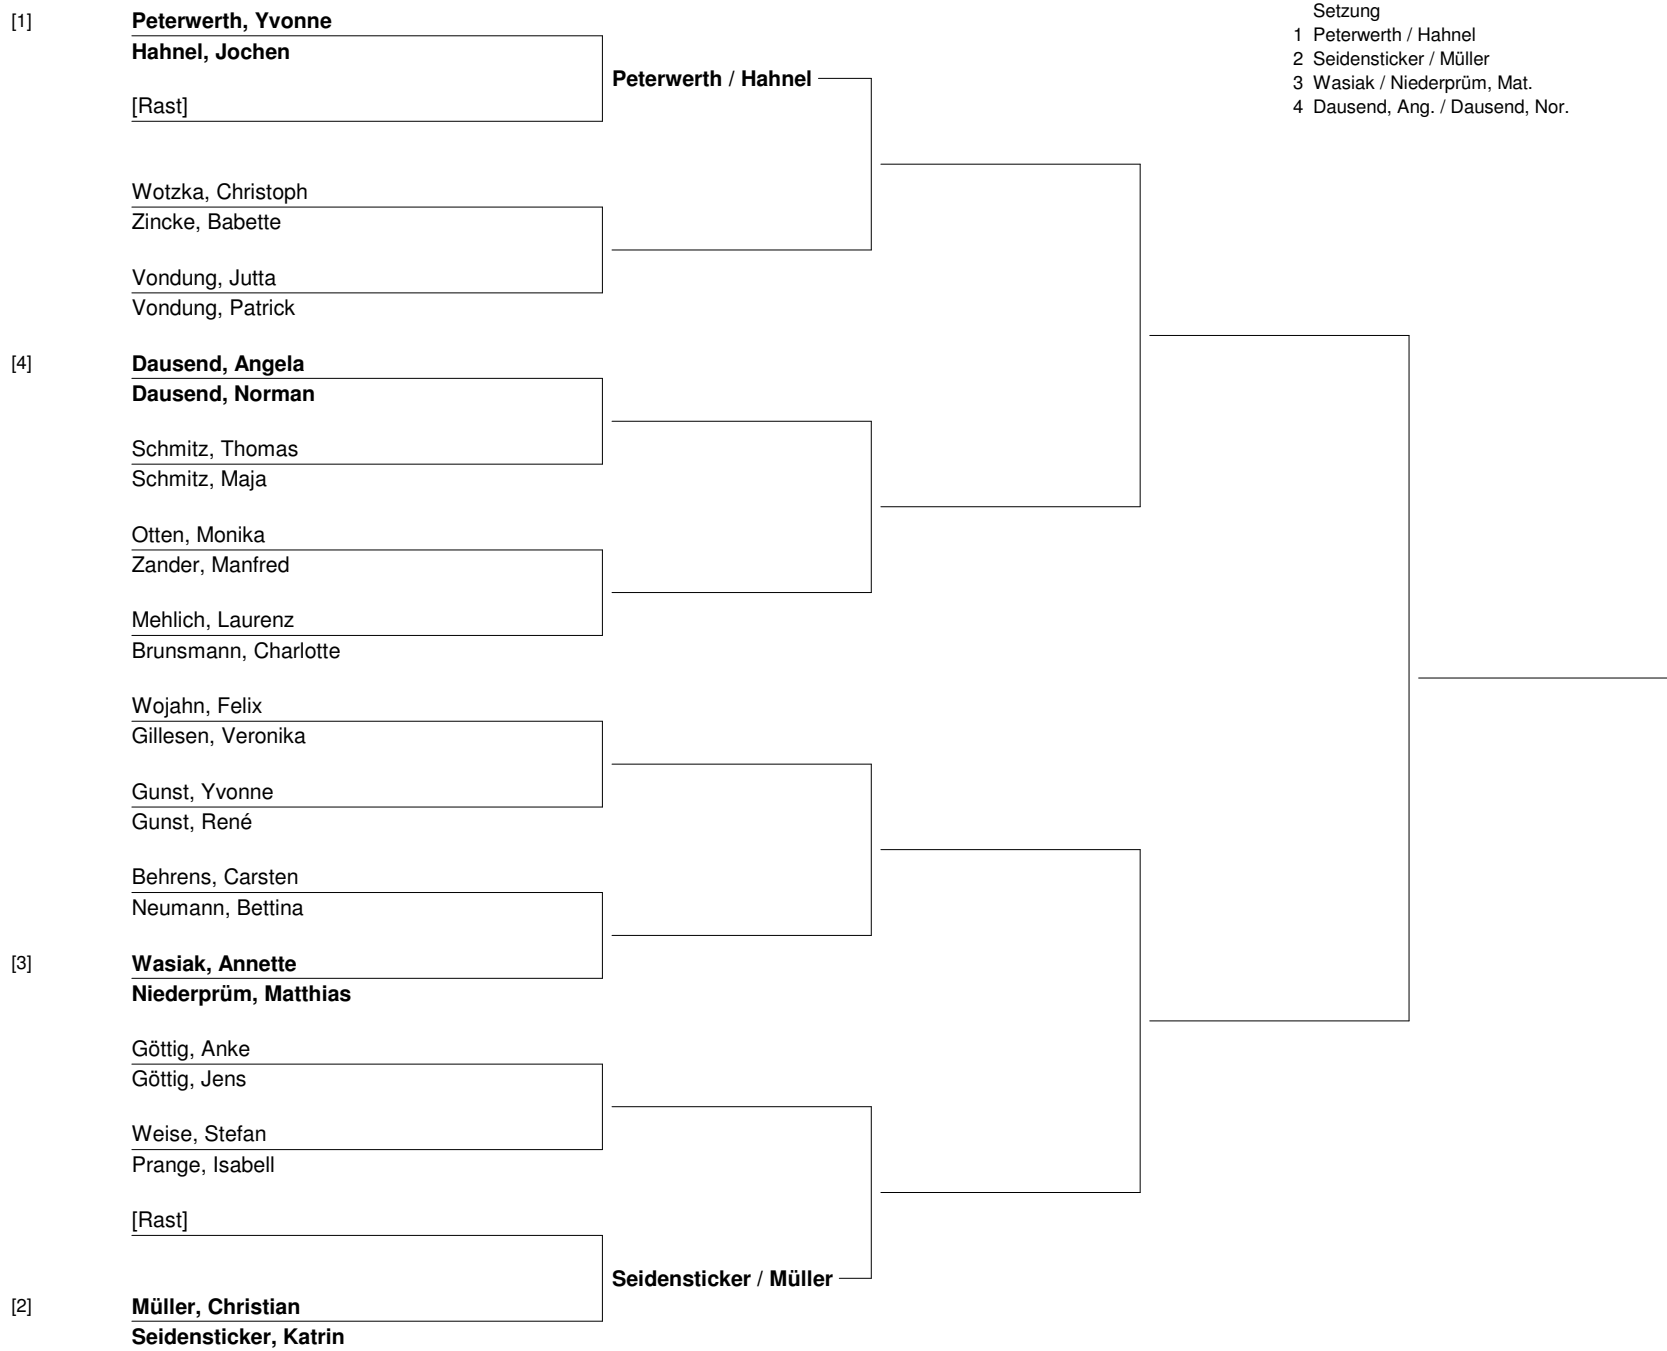 [1] Peterwerth, Yvonne
Hahnel, Jochen
Peterwerth / Hahnel
[Rast]
Wotzka, Christoph
Zincke, Babette
Vondung, Jutta
Vondung, Patrick
[4] Dausend, Angela
Dausend, Norman
Schmitz, Thomas
Schmitz, Maja
Otten, Monika
Zander, Manfred
Mehlich, Laurenz
Brunsmann, Charlotte
Wojahn, Felix
Gillesen, Veronika
Gunst, Yvonne
Gunst, René
Behrens, Carsten
Neumann, Bettina
[3] Wasiak, Annette
Niederprüm, Matthias
Göttig, Anke
Göttig, Jens
Weise, Stefan
Prange, Isabell
[Rast]
Seidensticker / Müller
[2] Müller, Christian
Seidensticker, Katrin
Setzung
1 Peterwerth / Hahnel
2 Seidensticker / Müller
3 Wasiak / Niederprüm, Mat.
4 Dausend, Ang. / Dausend, Nor.